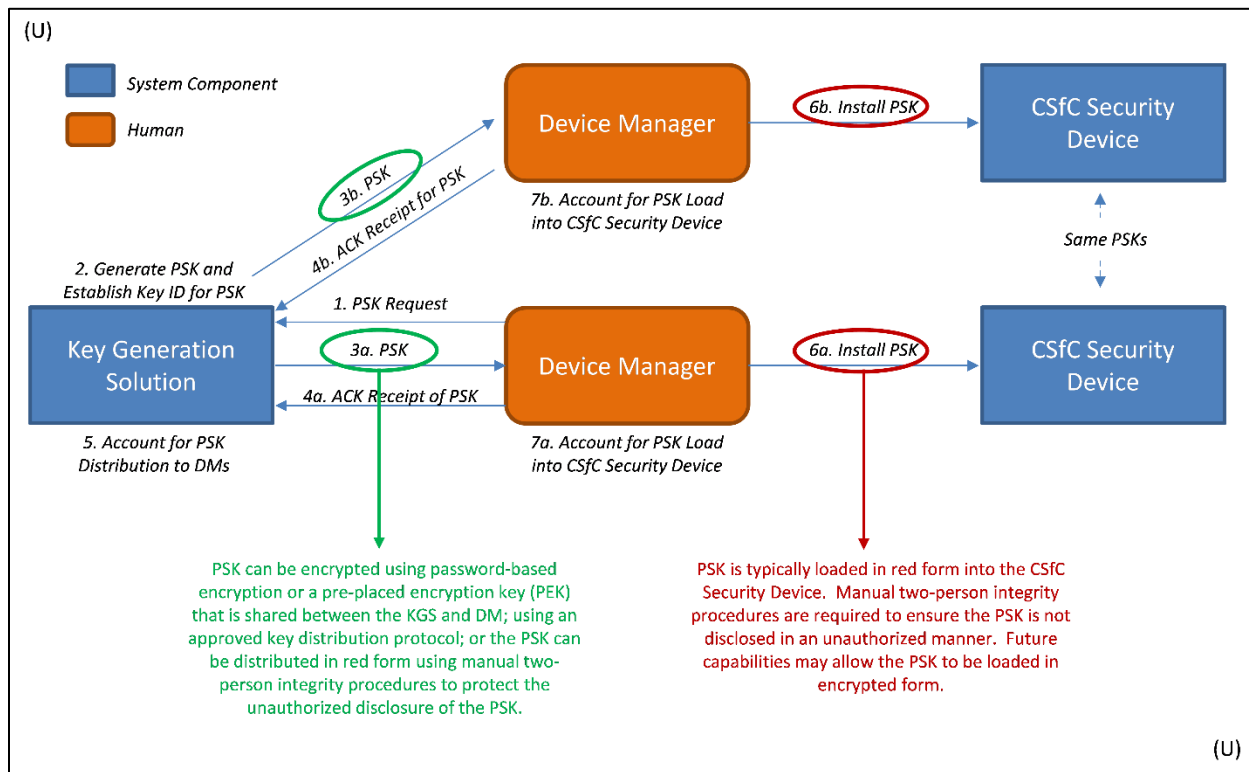 (U)
System Component
Human
Device Manager
6b. Install PSK
CSfC Security
Device
3b. PSK
4b. ACK Receipt for PSK
7b. Account for PSK Load
into CSfC Security Device
Same PSKs
2. Generate PSK and
Establish Key ID for PSK
1. PSK Request
Key Generation
Solution
3a. PSK
Device Manager
6a. Install PSK
CSfC Security
Device
4a. ACK Receipt of PSK
5. Account for PSK
Distribution to DMs
7a. Account for PSK Load
into CSfC Security Device
PSK can be encrypted using password-based
encryption or a pre-placed encryption key (PEK)
that is shared between the KGS and DM; using an
approved key distribution protocol; or the PSK can
be distributed in red form using manual two-
person integrity procedures to protect the
unauthorized disclosure of the PSK.
PSK is typically loaded in red form into the CSfC
Security Device.  Manual two-person integrity
procedures are required to ensure the PSK is not
disclosed in an unauthorized manner.  Future
capabilities may allow the PSK to be loaded in
encrypted form.
(U)